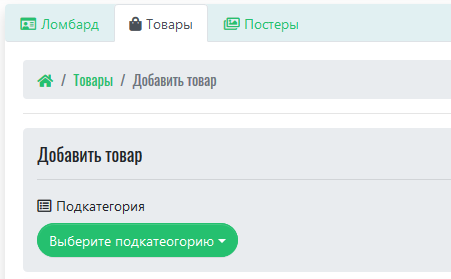 Ломбард Товары Постеры
/ Товары / Добавить товар
Добавить товар
Подкатегория
Выберите подкатеогорию